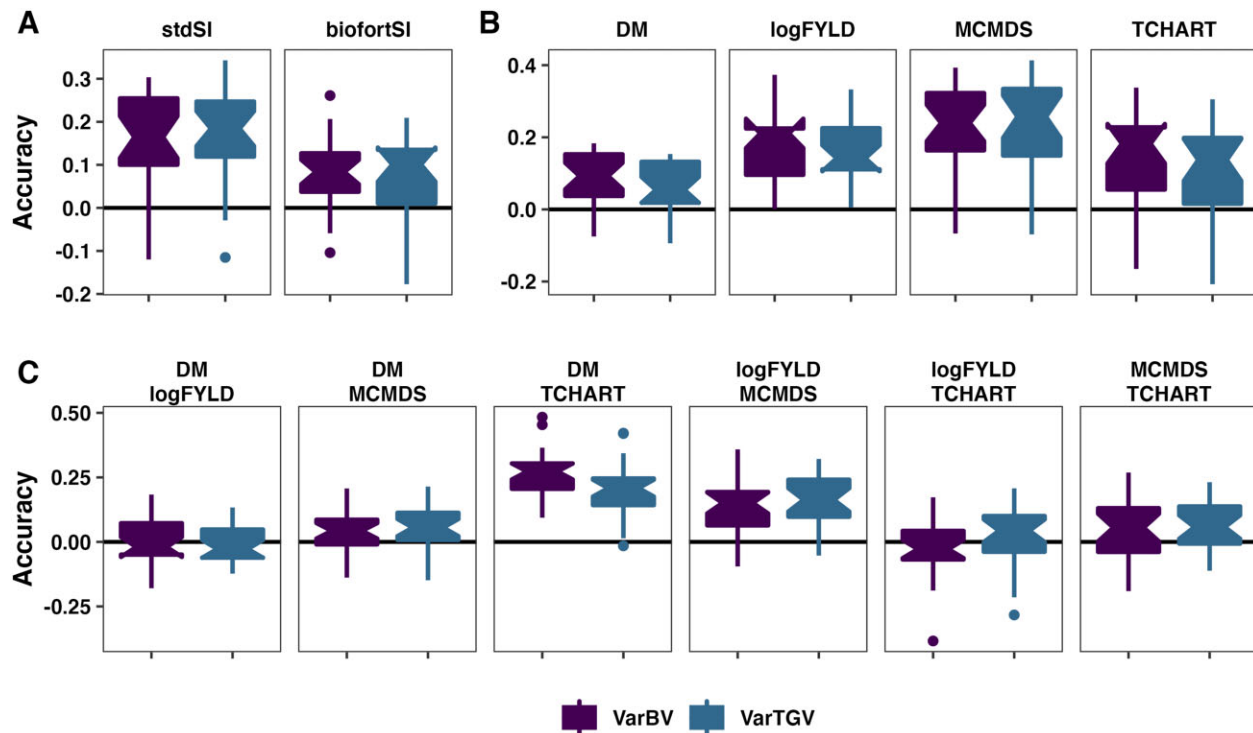 A
stdSI biofortSI
Accuracy
0.3
0.2
0.1
0.0
-0.1
-0.2
B
DM logFYLD MCMDS TCHART
0.4
0.2
0.0
-0.2
C
DM DM DM logFYLD logFYLD MCMDS
logFYLD MCMDS TCHART MCMDS TCHART TCHART
Accuracy
0.50
0.25
0.00
-0.25
VarBV VarTGV